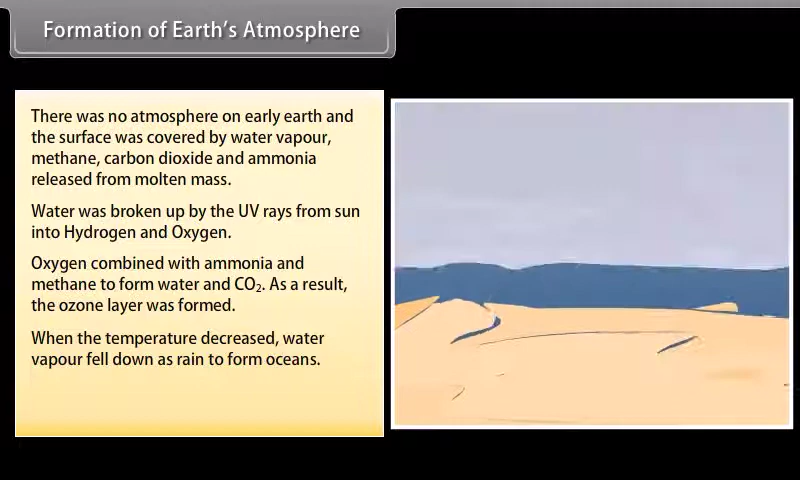 Formation of Earth's Atmosphere
There was no atmosphere on early earth and
the surface was covered by water vapour,
methane, carbon dioxide and ammonia
released from molten mass.
Water was broken up by the UV rays from sun
into Hydrogen and Oxygen.
Oxygen combined with ammonia and
methane to form water and CO₂. As a result,
the ozone layer was formed.
When the temperature decreased, water
vapour fell down as rain to form oceans.